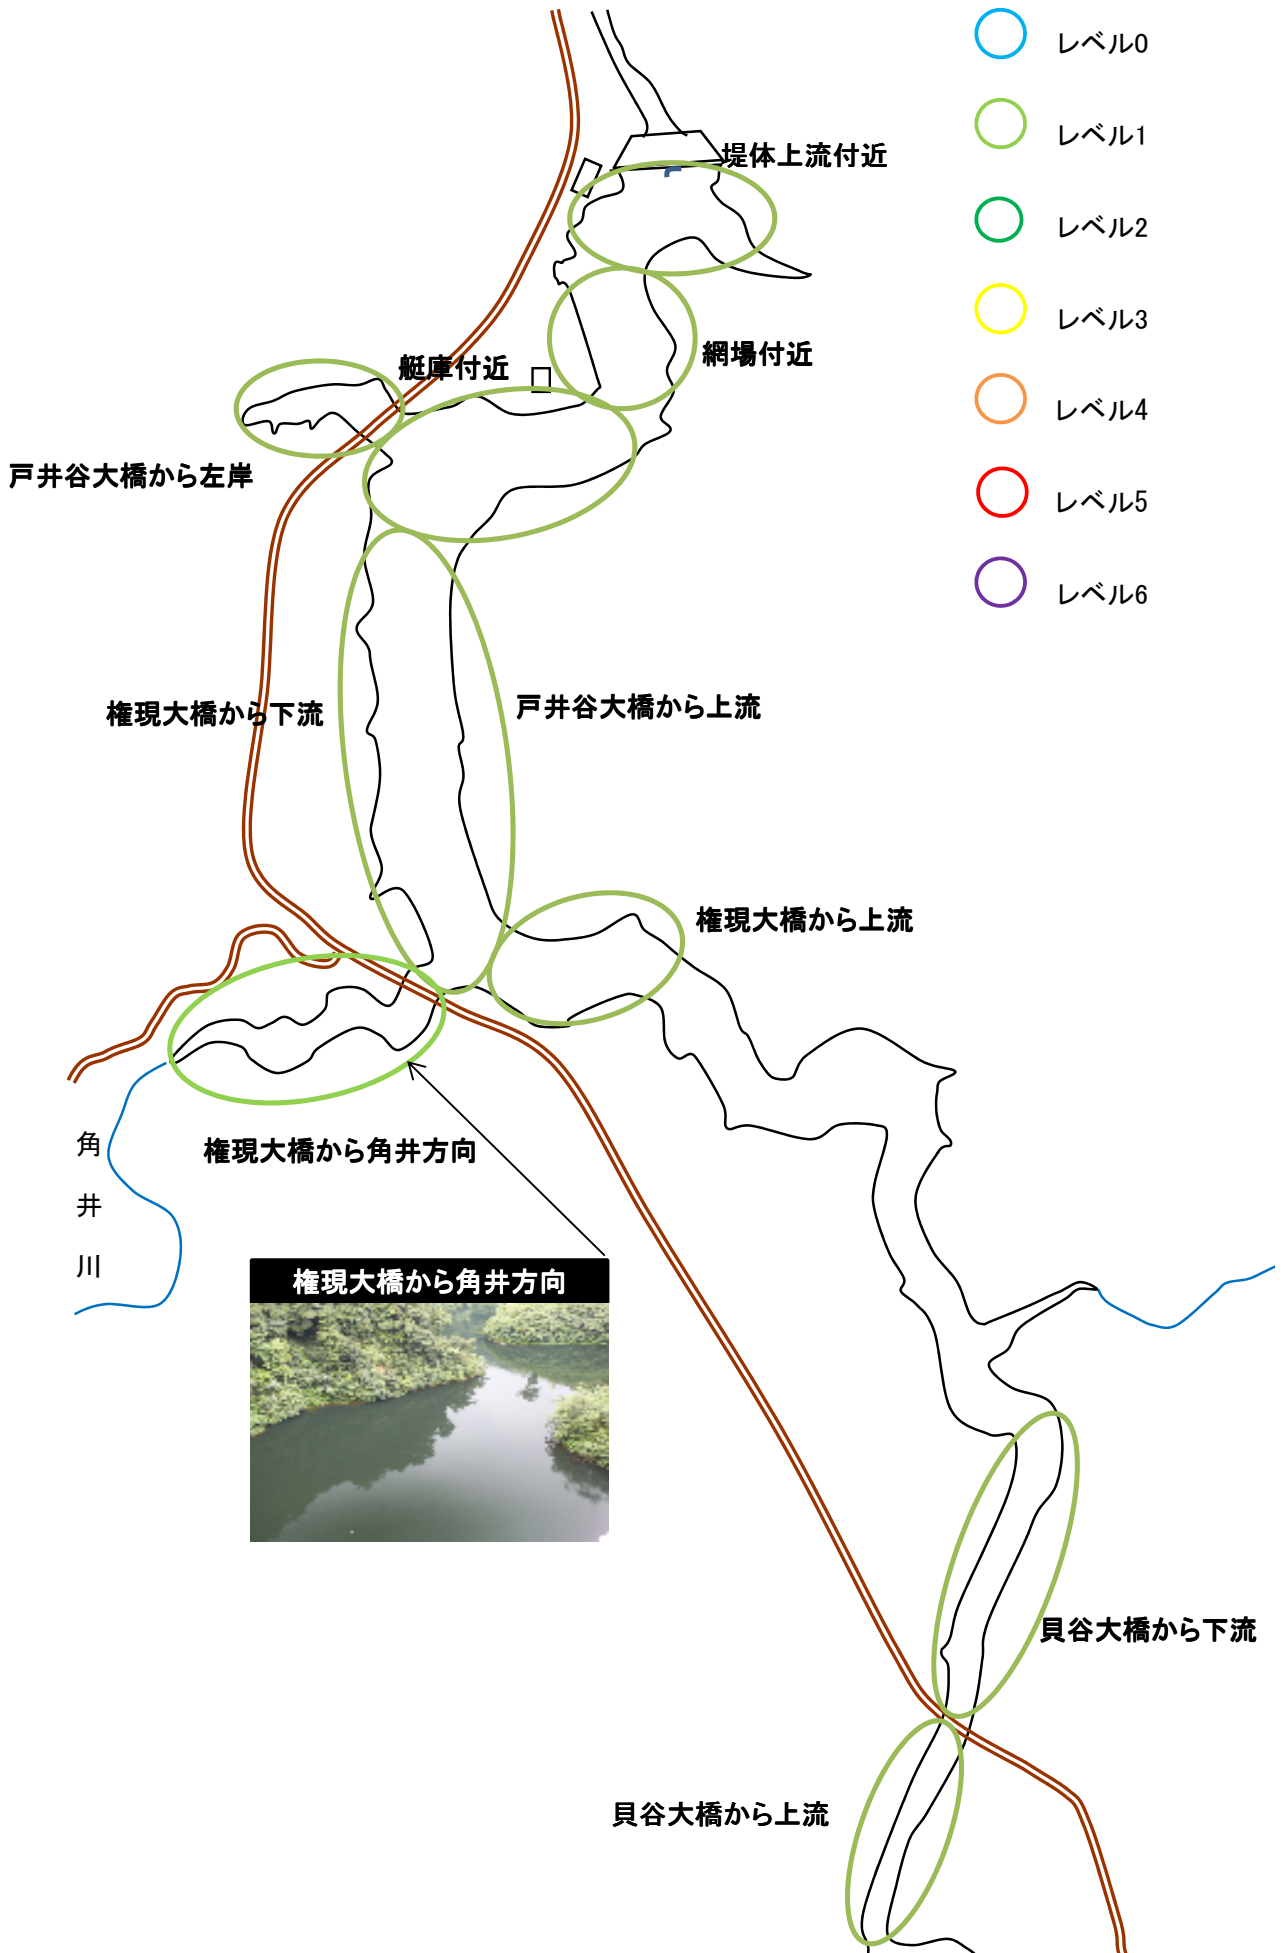 レベル0
レベル1
堤体上流付近
レベル2
レベル3
網場付近
艇庫付近
レベル4
戸井谷大橋から左岸
レベル5
レベル6
権現大橋から下流
戸井谷大橋から上流
権現大橋から上流
角井川
権現大橋から角井方向
権現大橋から角井方向
貝谷大橋から下流
貝谷大橋から上流